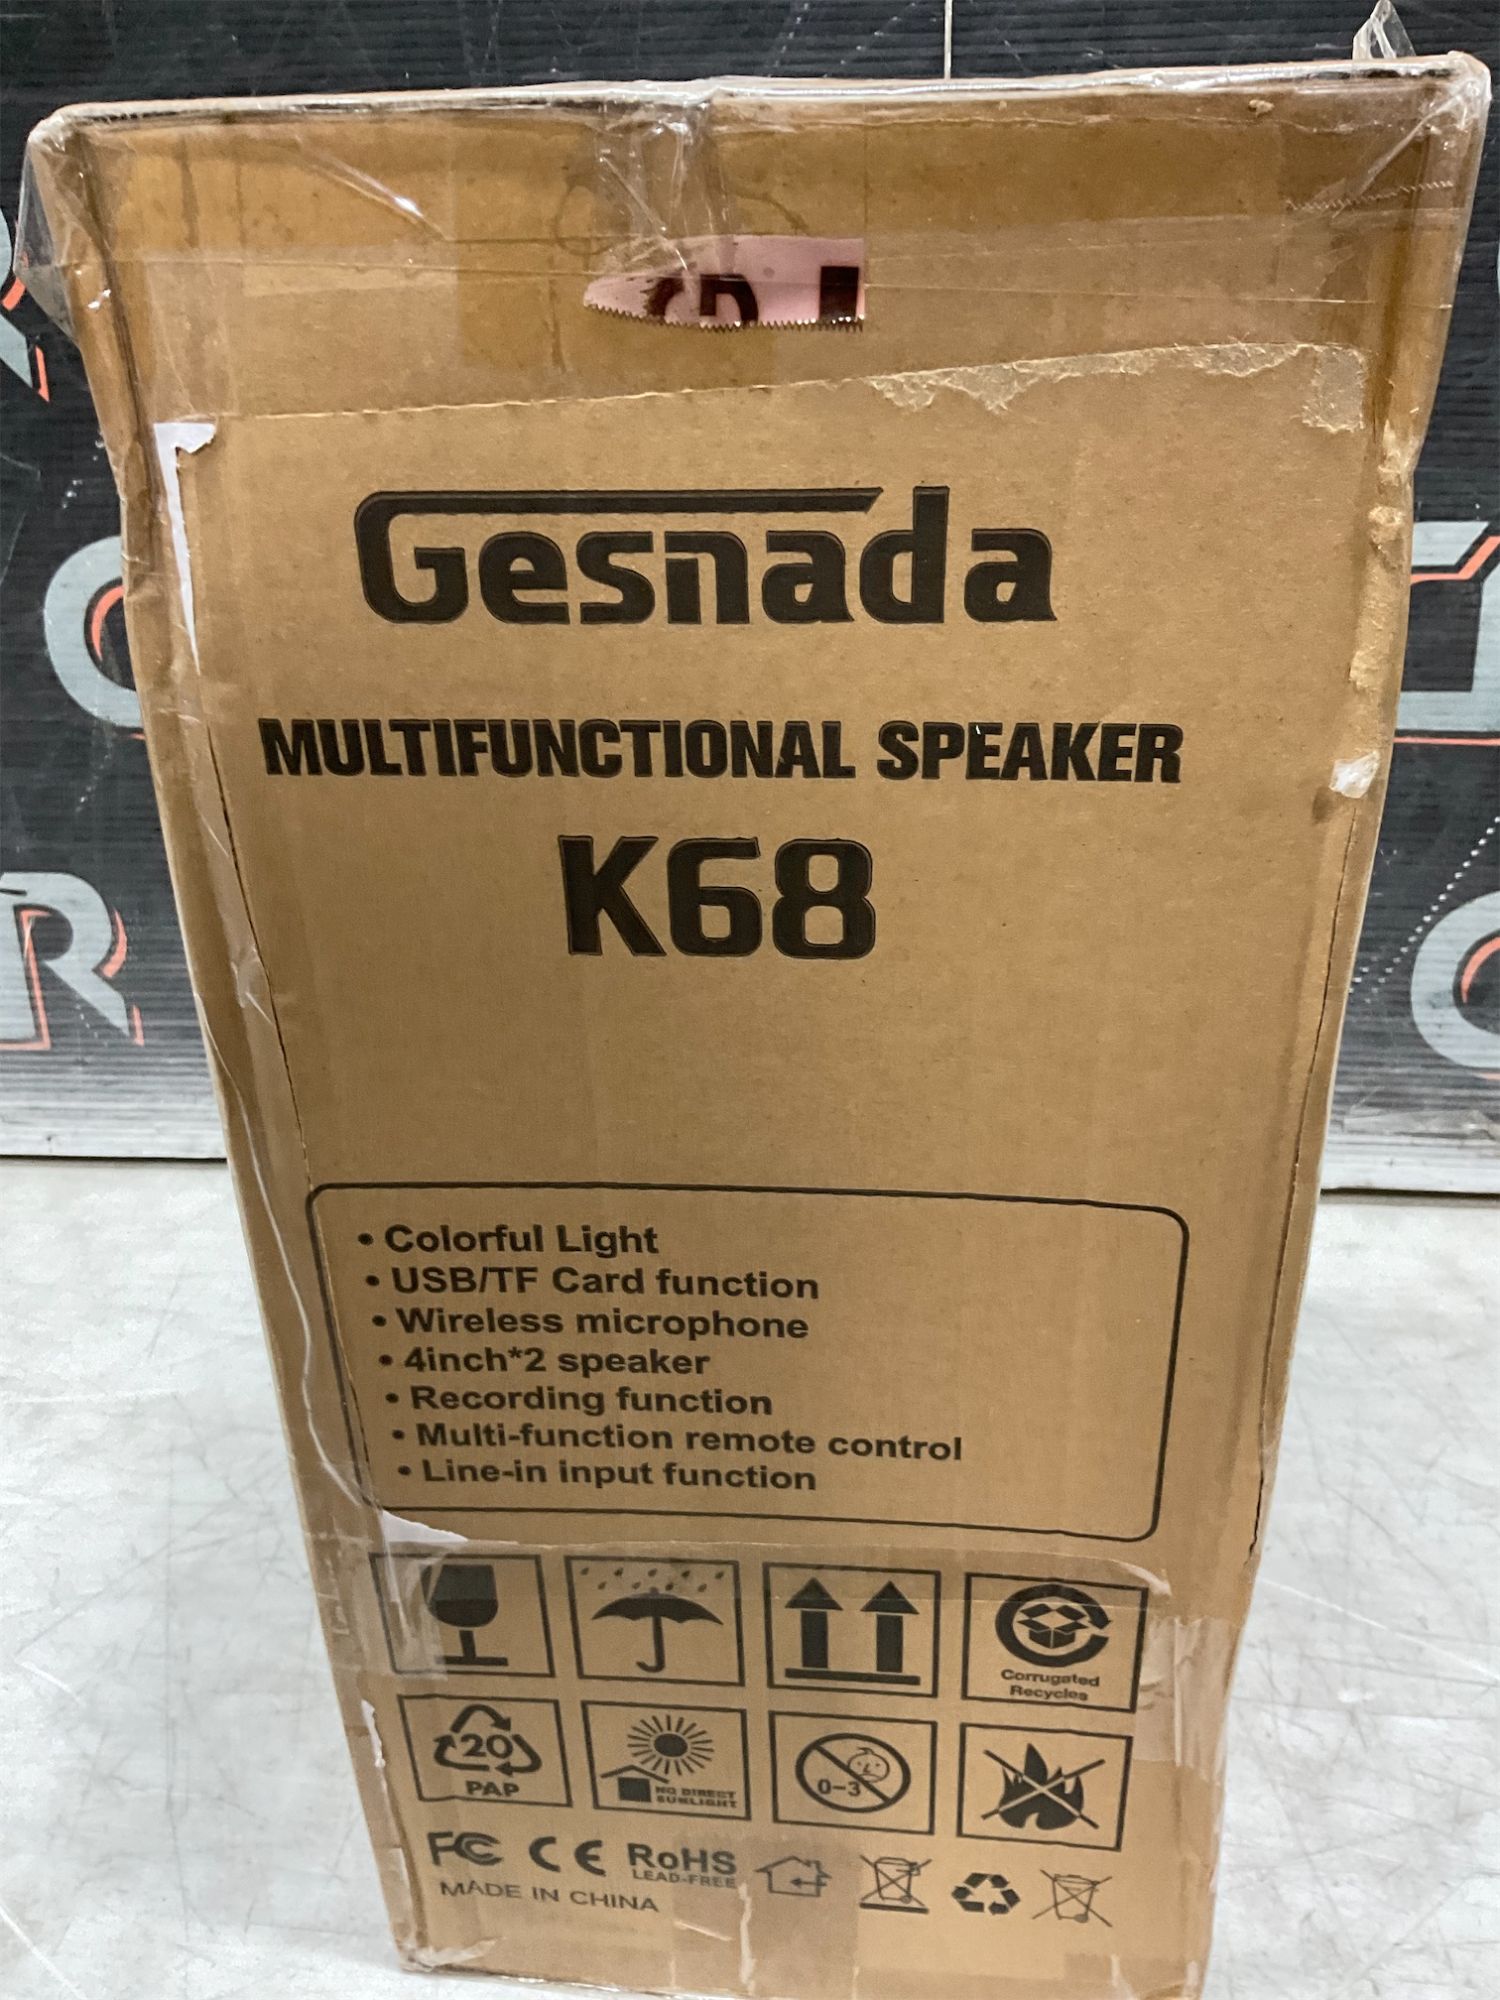 Gesnada
MULTIFUNCTIONAL SPEAKER
K68
• Colorful Light
• USB/TF Card function
• Wireless microphone
• 4inch*2 speaker
• Recording function
• Multi-function remote control
• Line-in input function
Corrugated
Recycles
20
PAP
NO DIRECT
SUNLIGHT
0-3
FC CE RoHS
LEAD-FREE
MADE IN CHINA